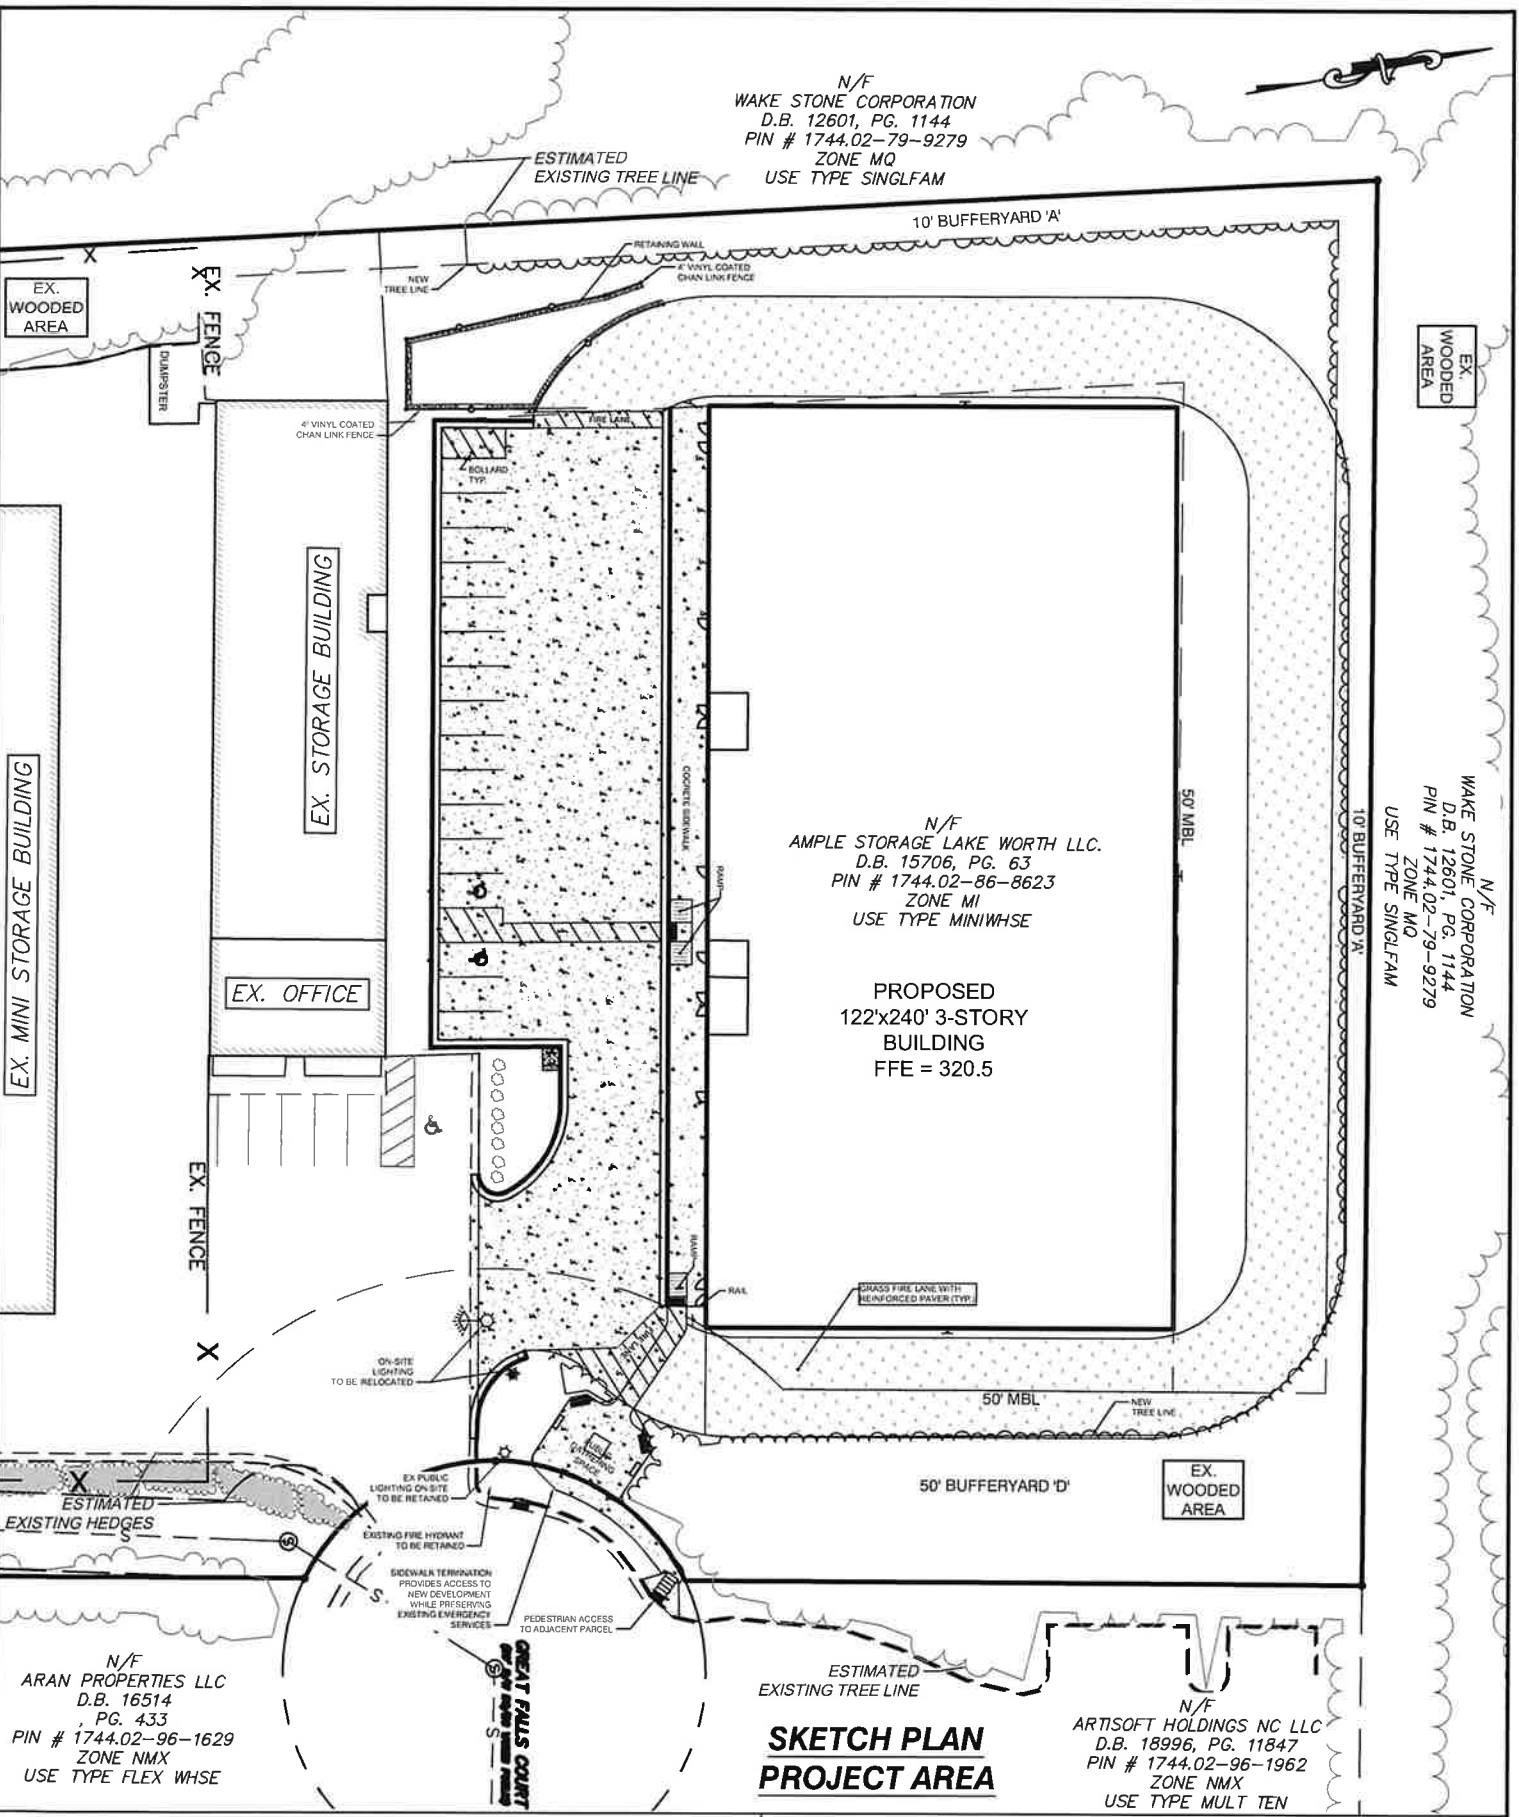 N/F
WAKE STONE CORPORATION
D.B. 12601, PG. 1144
PIN # 1744.02-79-9279
ZONE MQ
USE TYPE SINGLFAM
ESTIMATED
EXISTING TREE LINE
10' BUFFERYARD 'A'
RETAINING WALL
4' VINYL COATED
CHAN LINK FENCE
NEW
TREE LINE
X
X
EX. FENCE
EX.
WOODED
AREA
DUMPSTER
EX.
WOODED
AREA
4' VINYL COATED
CHAN LINK FENCE
FIRE LANE
BOLLARD
TYP.
EX. STORAGE BUILDING
EX. MINI STORAGE BUILDING
EX. OFFICE
COCRETE SIDEWALK
RAMP
50' MBL
10' BUFFERYARD 'A'
N/F
WAKE STONE CORPORATION
D.B. 12601, PG. 1144
PIN # 1744.02-79-9279
ZONE MQ
USE TYPE SINGLFAM
N/F
AMPLE STORAGE LAKE WORTH LLC.
D.B. 15706, PG. 63
PIN # 1744.02-86-8623
ZONE MI
USE TYPE MINIWHSE
PROPOSED
122'x240' 3-STORY
BUILDING
FFE = 320.5
EX. FENCE
X
RAMP
RAIL
GRASS FIRE LANE WITH
REINFORCED PAVER (TYP.)
FIRE LANE
ON-SITE
LIGHTING
TO BE RELOCATED
50' MBL
NEW
TREE LINE
PUBLIC
GATHERING
SPACE
50' BUFFERYARD 'D'
EX.
WOODED
AREA
X
ESTIMATED
EXISTING HEDGES
EX PUBLIC
LIGHTING ON-SITE
TO BE RETAINED
EXISTING FIRE HYDRANT
TO BE RETAINED
SIDEWALK TERMINATION
PROVIDES ACCESS TO
NEW DEVELOPMENT
WHILE PRESERVING
EXISTING EMERGENCY
SERVICES
PEDESTRIAN ACCESS
TO ADJACENT PARCEL
S
S
S
S
S
GREAT FALLS COURT
N/F
ARAN PROPERTIES LLC
D.B. 16514
, PG. 433
PIN # 1744.02-96-1629
ZONE NMX
USE TYPE FLEX WHSE
ESTIMATED
EXISTING TREE LINE
SKETCH PLAN
PROJECT AREA
N/F
ARTISOFT HOLDINGS NC LLC
D.B. 18996, PG. 11847
PIN # 1744.02-96-1962
ZONE NMX
USE TYPE MULT TEN